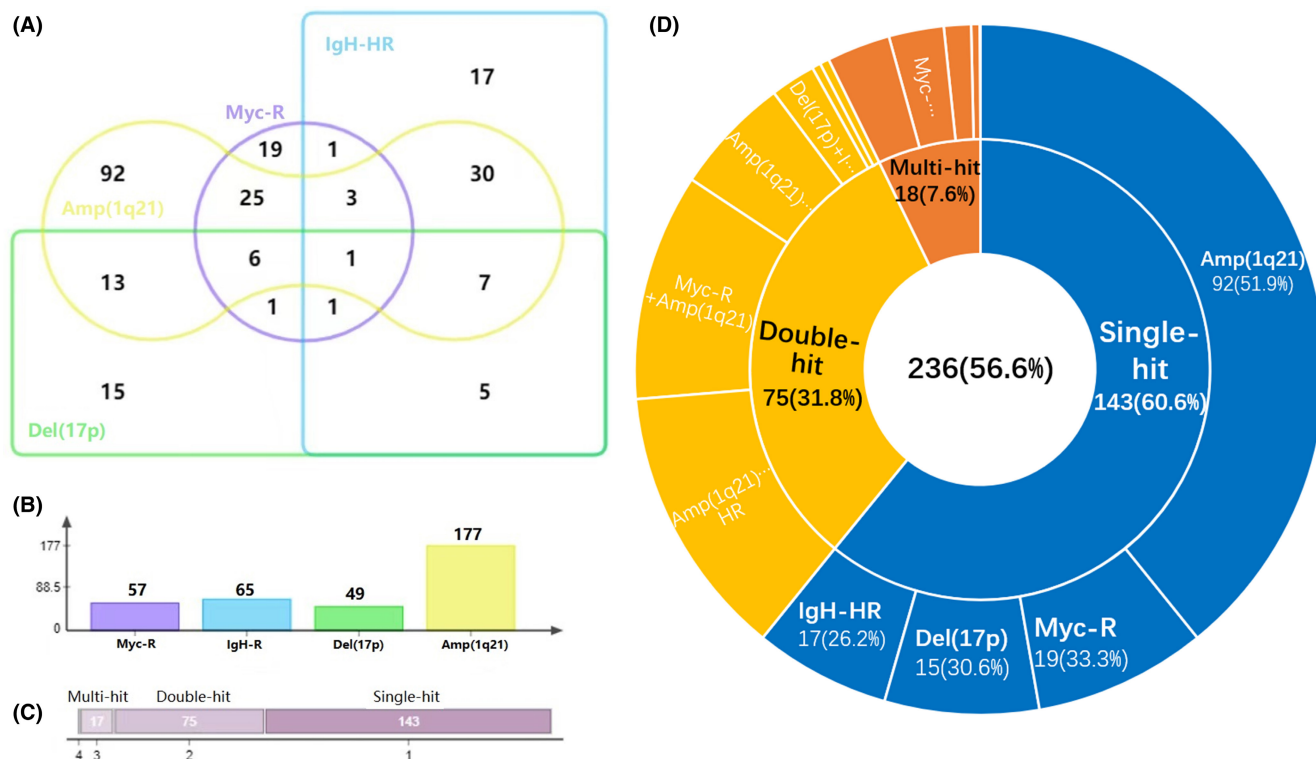 (A)
IgH-HR
17
Myc-R
19
1
92
30
25
3
Amp(1q21)
6
1
13
7
1
1
15
5
Del(17p)
(B)
177
88.5
0
57
65
49
177
Myc-R
IgH-R
Del(17p)
Amp(1q21)
(C)
Multi-hit
Double-hit
Single-hit
17
75
143
4
3
2
1
(D)
236(56.6%)
Single-
hit
143(60.6%)
Double-
hit
75(31.8%)
Multi-hit
18(7.6%)
Amp(1q21)
92(51.9%)
Myc-R
19(33.3%)
Del(17p)
15(30.6%)
IgH-HR
17(26.2%)
Amp(1q21)...
HR
Myc-R
+Amp(1q21)
Amp(1q21)...
Del(17p)+I...
Myc-...